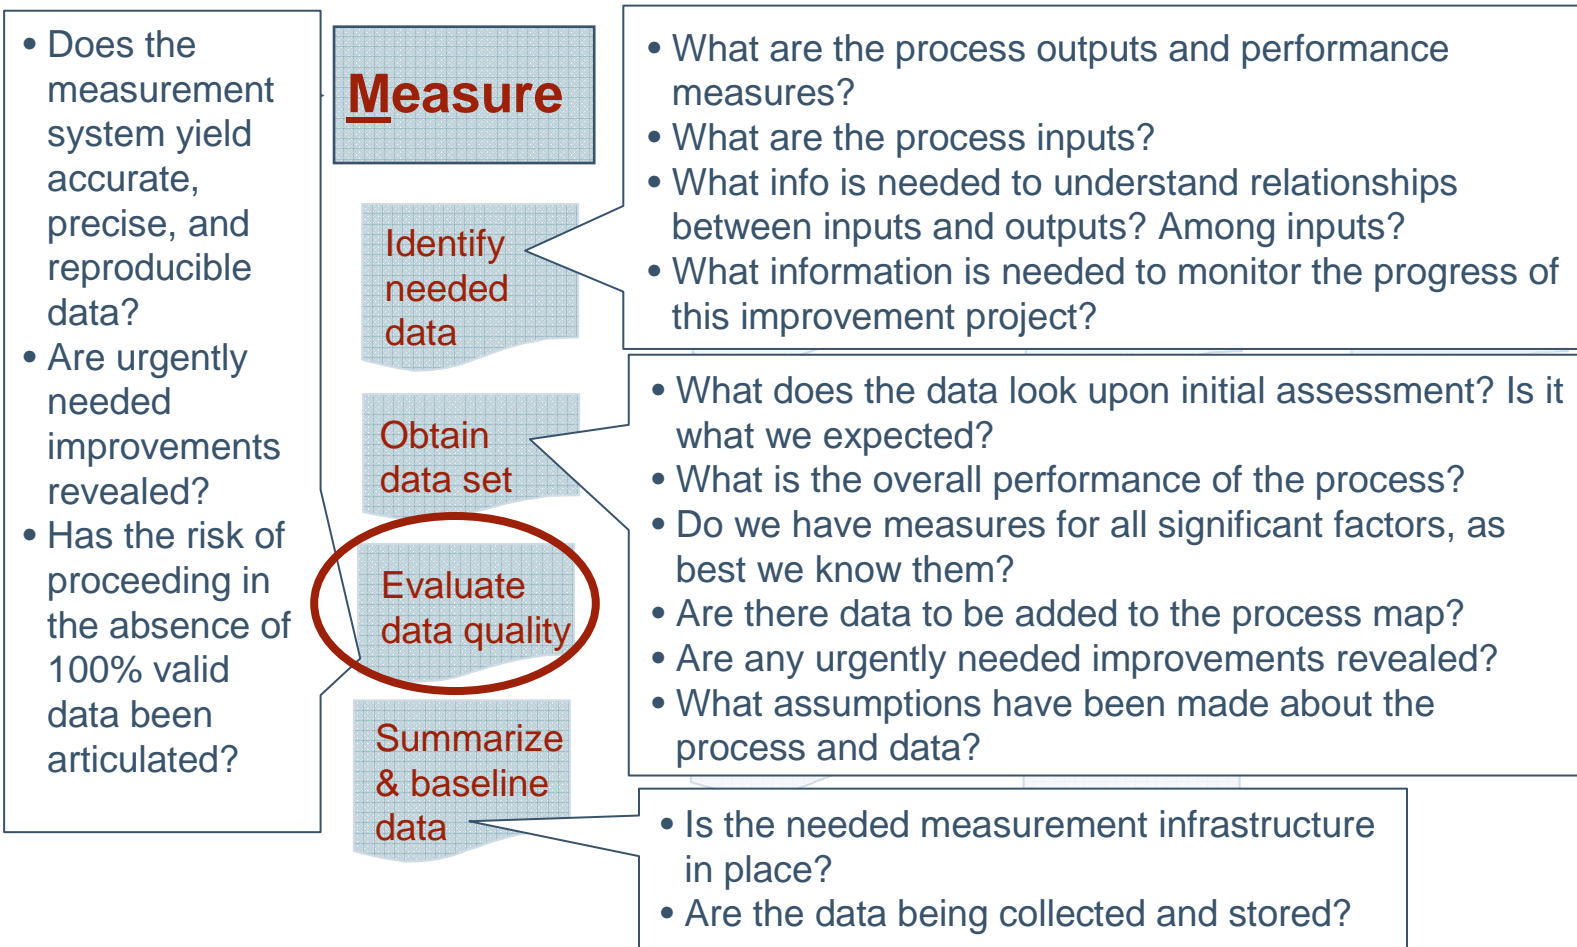 • Does the
measurement
system yield
accurate,
precise, and
reproducible
data?
• Are urgently
needed
improvements
revealed?
• Has the risk of
proceeding in
the absence of
100% valid
data been
articulated?
Measure
Identify
needed
data
Obtain
data set
Evaluate
data quality
Summarize
& baseline
data
• What are the process outputs and performance
measures?
• What are the process inputs?
• What info is needed to understand relationships
between inputs and outputs? Among inputs?
• What information is needed to monitor the progress of
this improvement project?
• What does the data look upon initial assessment? Is it
what we expected?
• What is the overall performance of the process?
• Do we have measures for all significant factors, as
best we know them?
• Are there data to be added to the process map?
• Are any urgently needed improvements revealed?
• What assumptions have been made about the
process and data?
• Is the needed measurement infrastructure
in place?
• Are the data being collected and stored?